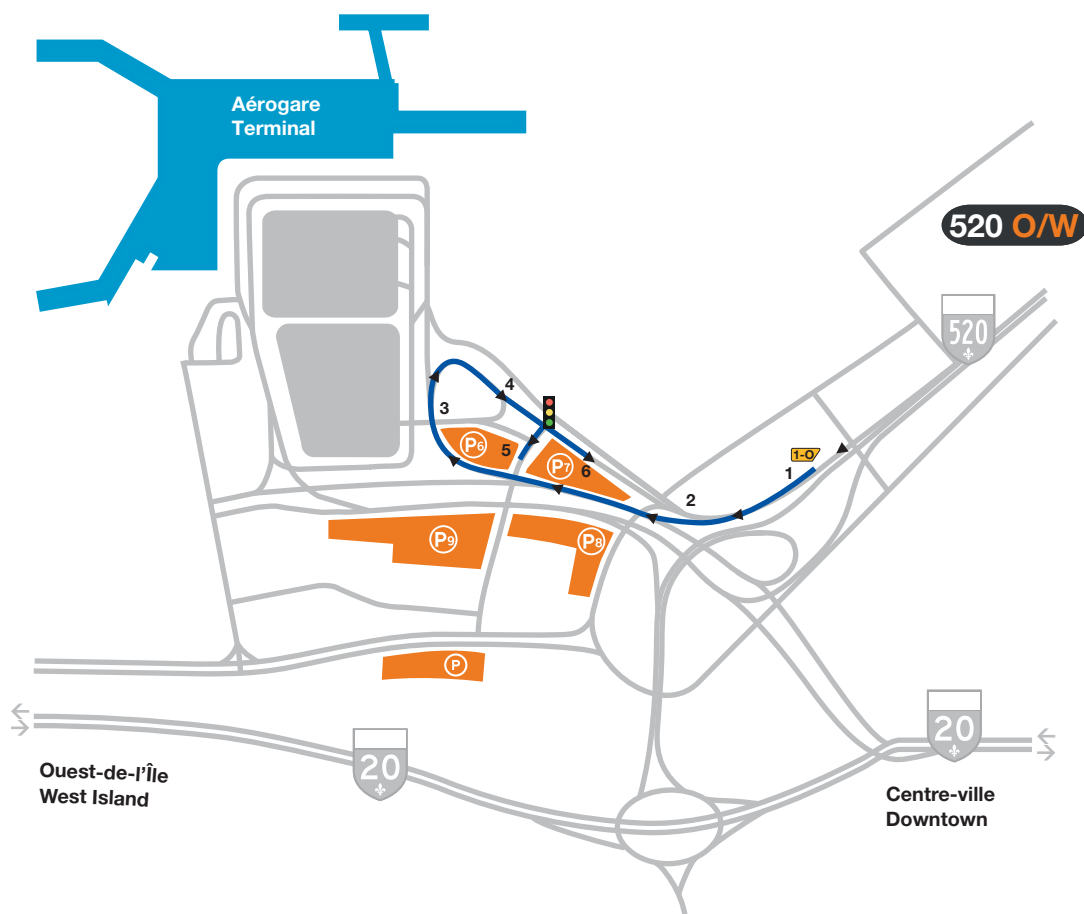 Aérogare
Terminal
520 O/W
520
4
3
P6
5
P7
6
1-O
1
2
P9
P8
P
20
20
Ouest-de-l'Île
West Island
Centre-ville
Downtown